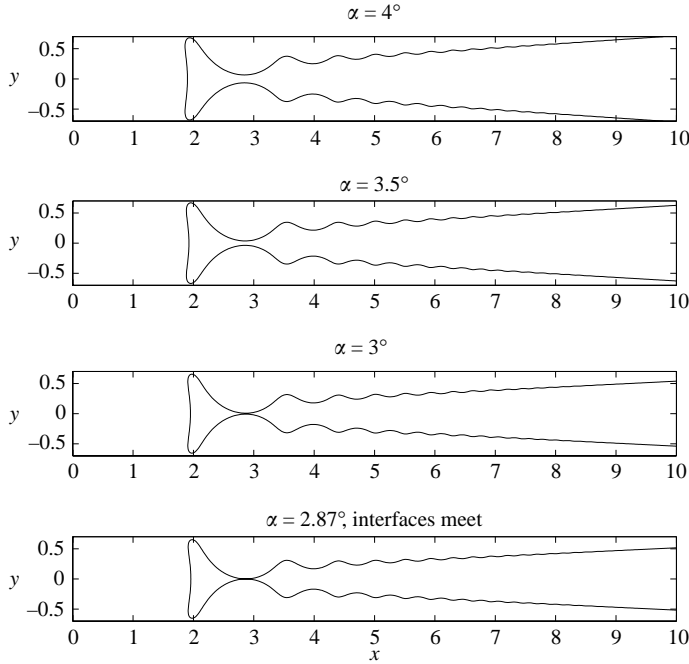 α = 4°
0.5
y 0
−0.5
0 1 2 3 4 5 6 7 8 9 10
α = 3.5°
0.5
y 0
−0.5
0 1 2 3 4 5 6 7 8 9 10
α = 3°
0.5
y 0
−0.5
0 1 2 3 4 5 6 7 8 9 10
α = 2.87°, interfaces meet
0.5
y 0
−0.5
0 1 2 3 4 5 6 7 8 9 10
x